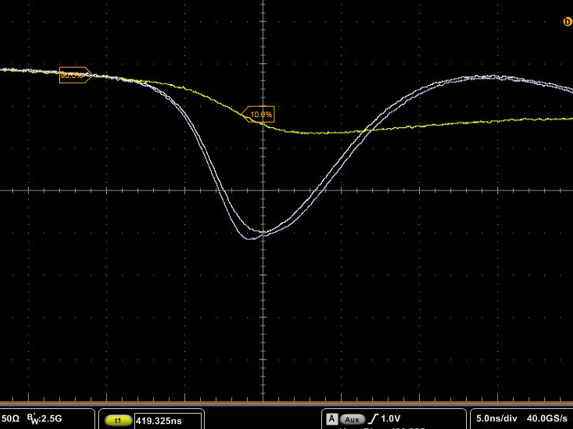 b
90.0%
10.0%
50Ω BW:2.5G
t1 419.325ns
A Aux 1.0V
5.0ns/div 40.0GS/s